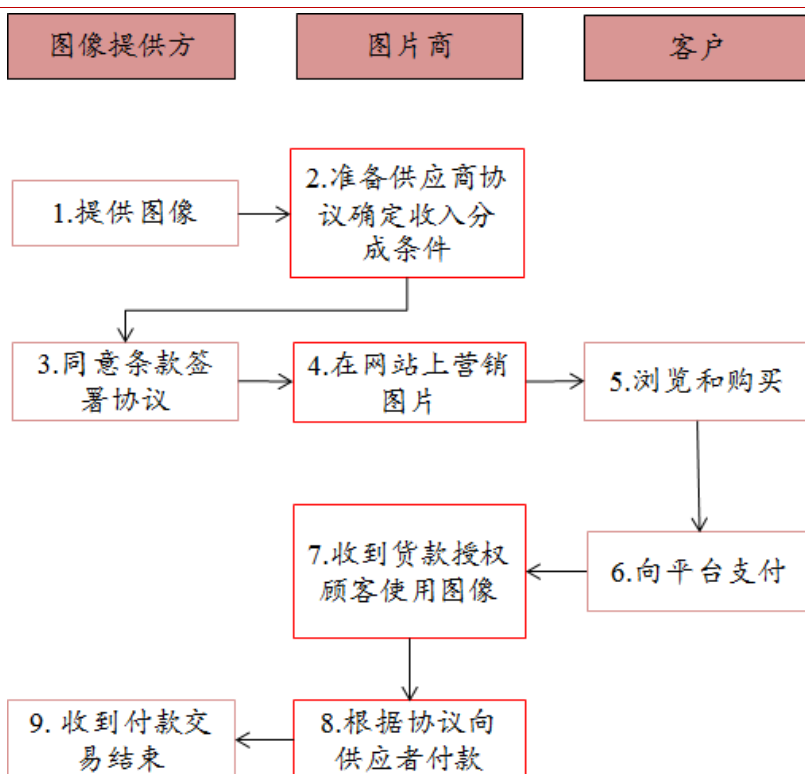 图像提供方
图片商
客户
1.提供图像
2.准备供应商协
议确定收入分
成条件
3.同意条款签
署协议
4.在网站上营销
图片
5.浏览和购买
6.向平台支付
7.收到货款授权
顾客使用图像
8.根据协议向
供应者付款
9. 收到付款交
易结束